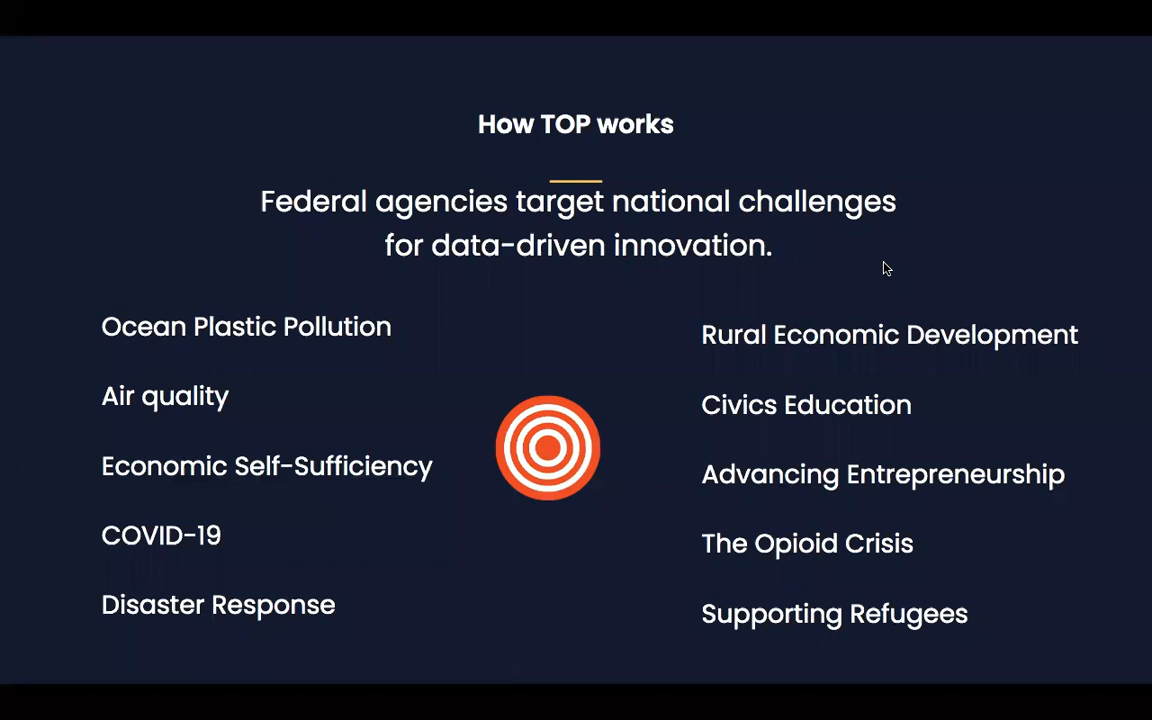 How TOP works
Federal agencies target national challenges
for data-driven innovation.
Ocean Plastic Pollution
Air quality
Economic Self-Sufficiency
COVID-19
Disaster Response
Rural Economic Development
Civics Education
Advancing Entrepreneurship
The Opioid Crisis
Supporting Refugees